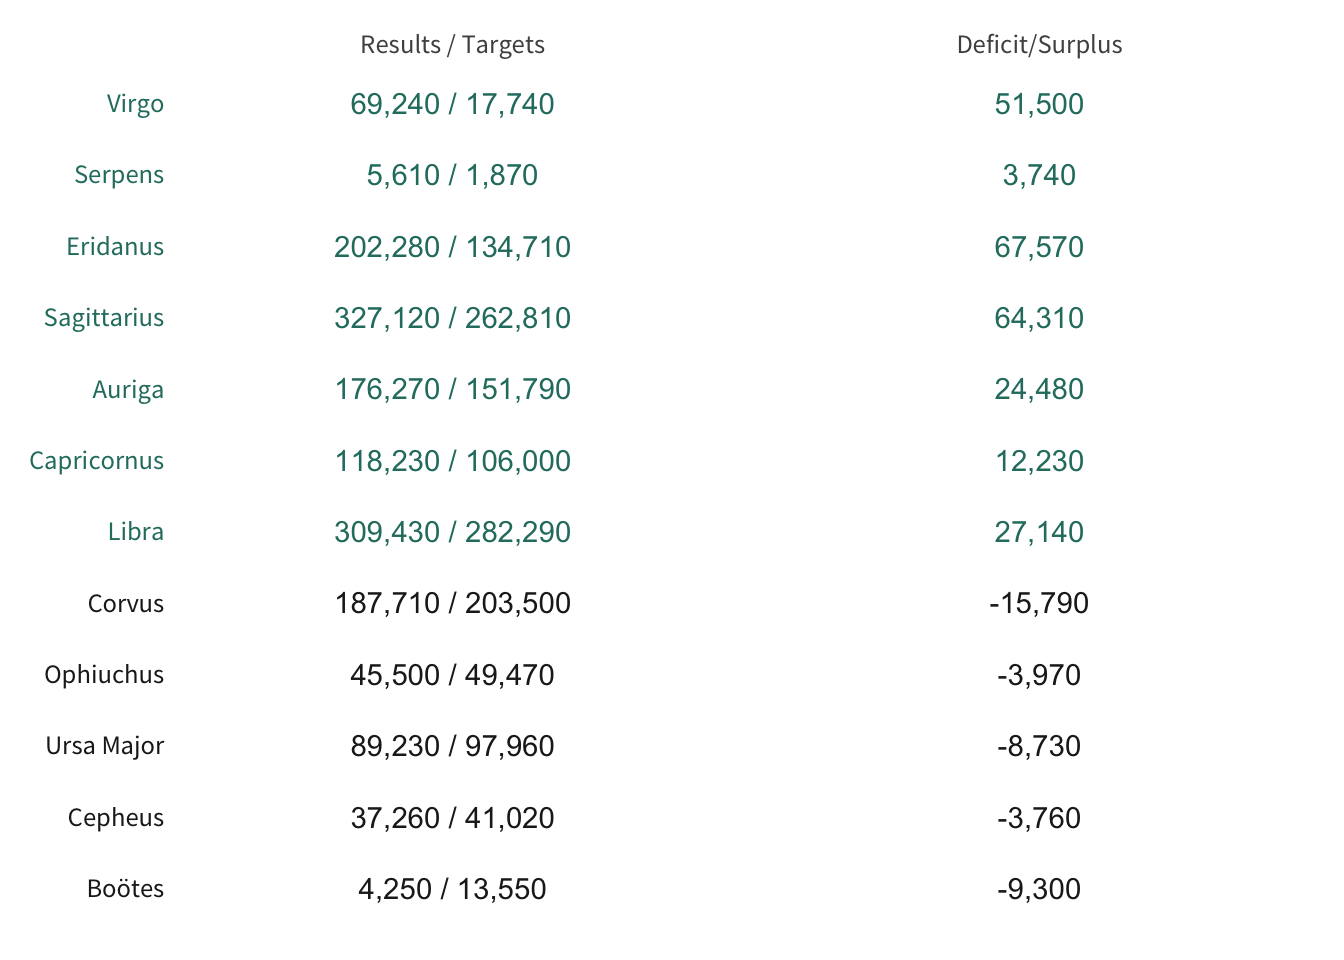 Results / Targets Deficit/Surplus
Virgo 69,240 / 17,740 51,500
Serpens 5,610 / 1,870 3,740
Eridanus 202,280 / 134,710 67,570
Sagittarius 327,120 / 262,810 64,310
Auriga 176,270 / 151,790 24,480
Capricornus 118,230 / 106,000 12,230
Libra 309,430 / 282,290 27,140
Corvus 187,710 / 203,500 -15,790
Ophiuchus 45,500 / 49,470 -3,970
Ursa Major 89,230 / 97,960 -8,730
Cepheus 37,260 / 41,020 -3,760
Boötes 4,250 / 13,550 -9,300